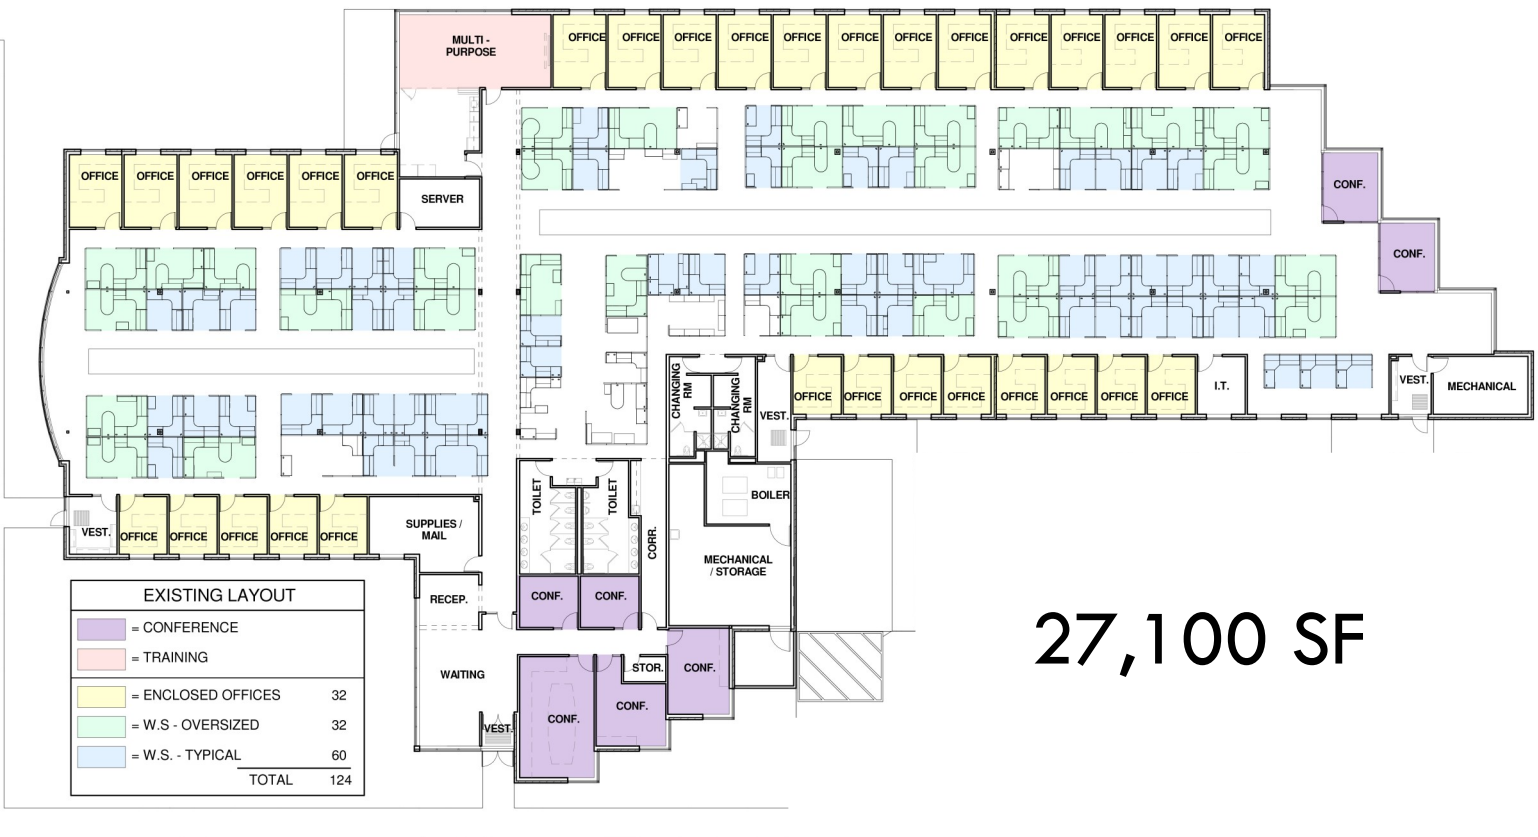 MULTI -
PURPOSE
OFFICE OFFICE OFFICE OFFICE OFFICE OFFICE OFFICE OFFICE OFFICE OFFICE OFFICE OFFICE OFFICE
OFFICE OFFICE OFFICE OFFICE OFFICE OFFICE
SERVER
CONF.
CONF.
CHANGING
RM
CHANGING
RM
VEST.
OFFICE OFFICE OFFICE OFFICE OFFICE OFFICE OFFICE OFFICE
I.T.
VEST.
MECHANICAL
VEST.
OFFICE OFFICE OFFICE OFFICE OFFICE
SUPPLIES /
MAIL
TOILET
TOILET
CORR.
BOILER
MECHANICAL
/ STORAGE
RECEP.
CONF.
CONF.
WAITING
STOR.
CONF.
CONF.
CONF.
VEST.
EXISTING LAYOUT
= CONFERENCE
= TRAINING
= ENCLOSED OFFICES 32
= W.S - OVERSIZED 32
= W.S. - TYPICAL 60
TOTAL 124
27,100 SF